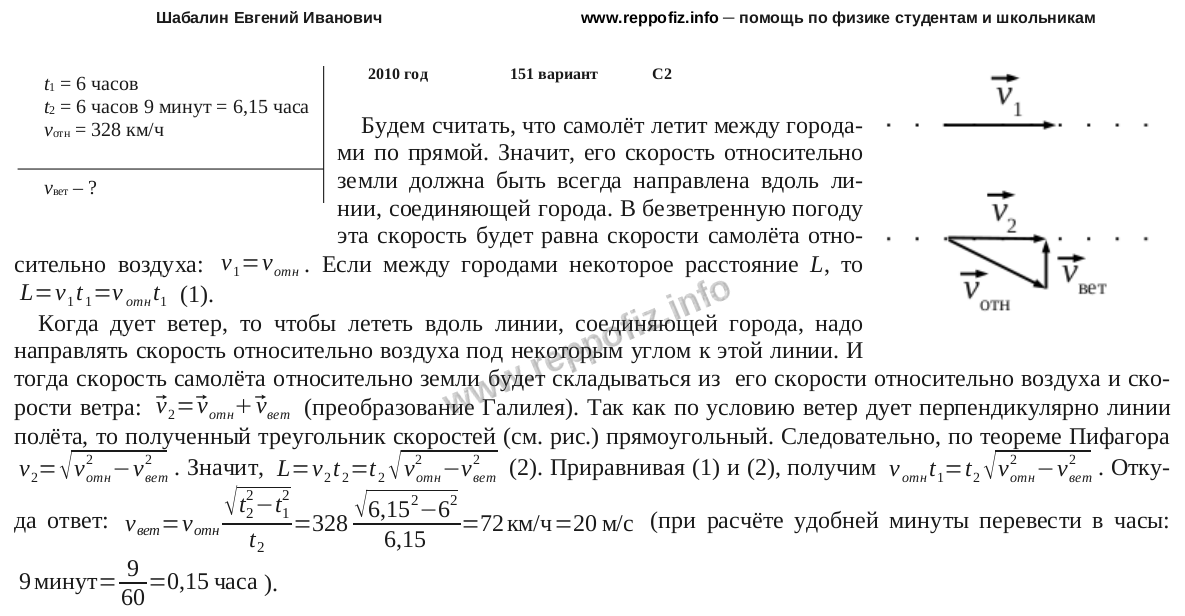 Шабалин Евгений Иванович www.reppofiz.info — помощь по физике студентам и школьникам
2010 год 151 вариант С2
t1 = 6 часов
t2 = 6 часов 9 минут = 6,15 часа
vотн = 328 км/ч
vвет – ?
Будем считать, что самолёт летит между города-
ми по прямой. Значит, его скорость относительно
земли должна быть всегда направлена вдоль ли-
нии, соединяющей города. В безветренную погоду
эта скорость будет равна скорости самолёта отно-
сительно воздуха: v₁=vотн. Если между городами некоторое расстояние L, то
L=v₁t₁=vотнt₁ (1).
Когда дует ветер, то чтобы лететь вдоль линии, соединяющей города, надо
направлять скорость относительно воздуха под некоторым углом к этой линии. И
тогда скорость самолёта относительно земли будет складываться из его скорости относительно воздуха и ско-
рости ветра: v⃗₂=v⃗отн+v⃗вет (преобразование Галилея). Так как по условию ветер дует перпендикулярно линии
полёта, то полученный треугольник скоростей (см. рис.) прямоугольный. Следовательно, по теореме Пифагора
v₂=√(v²отн−v²вет). Значит, L=v₂t₂=t₂√(v²отн−v²вет) (2). Приравнивая (1) и (2), получим vотнt₁=t₂√(v²отн−v²вет). Отку-
да ответ: vвет=vотн √(t₂²−t₁²)/t₂=328 √(6,15²−6²)/6,15=72 км/ч=20 м/с (при расчёте удобней минуты перевести в часы:
9 минут=9/60=0,15 часа ).
v⃗₁
v⃗₂
v⃗отн
v⃗вет
www.reppofiz.info